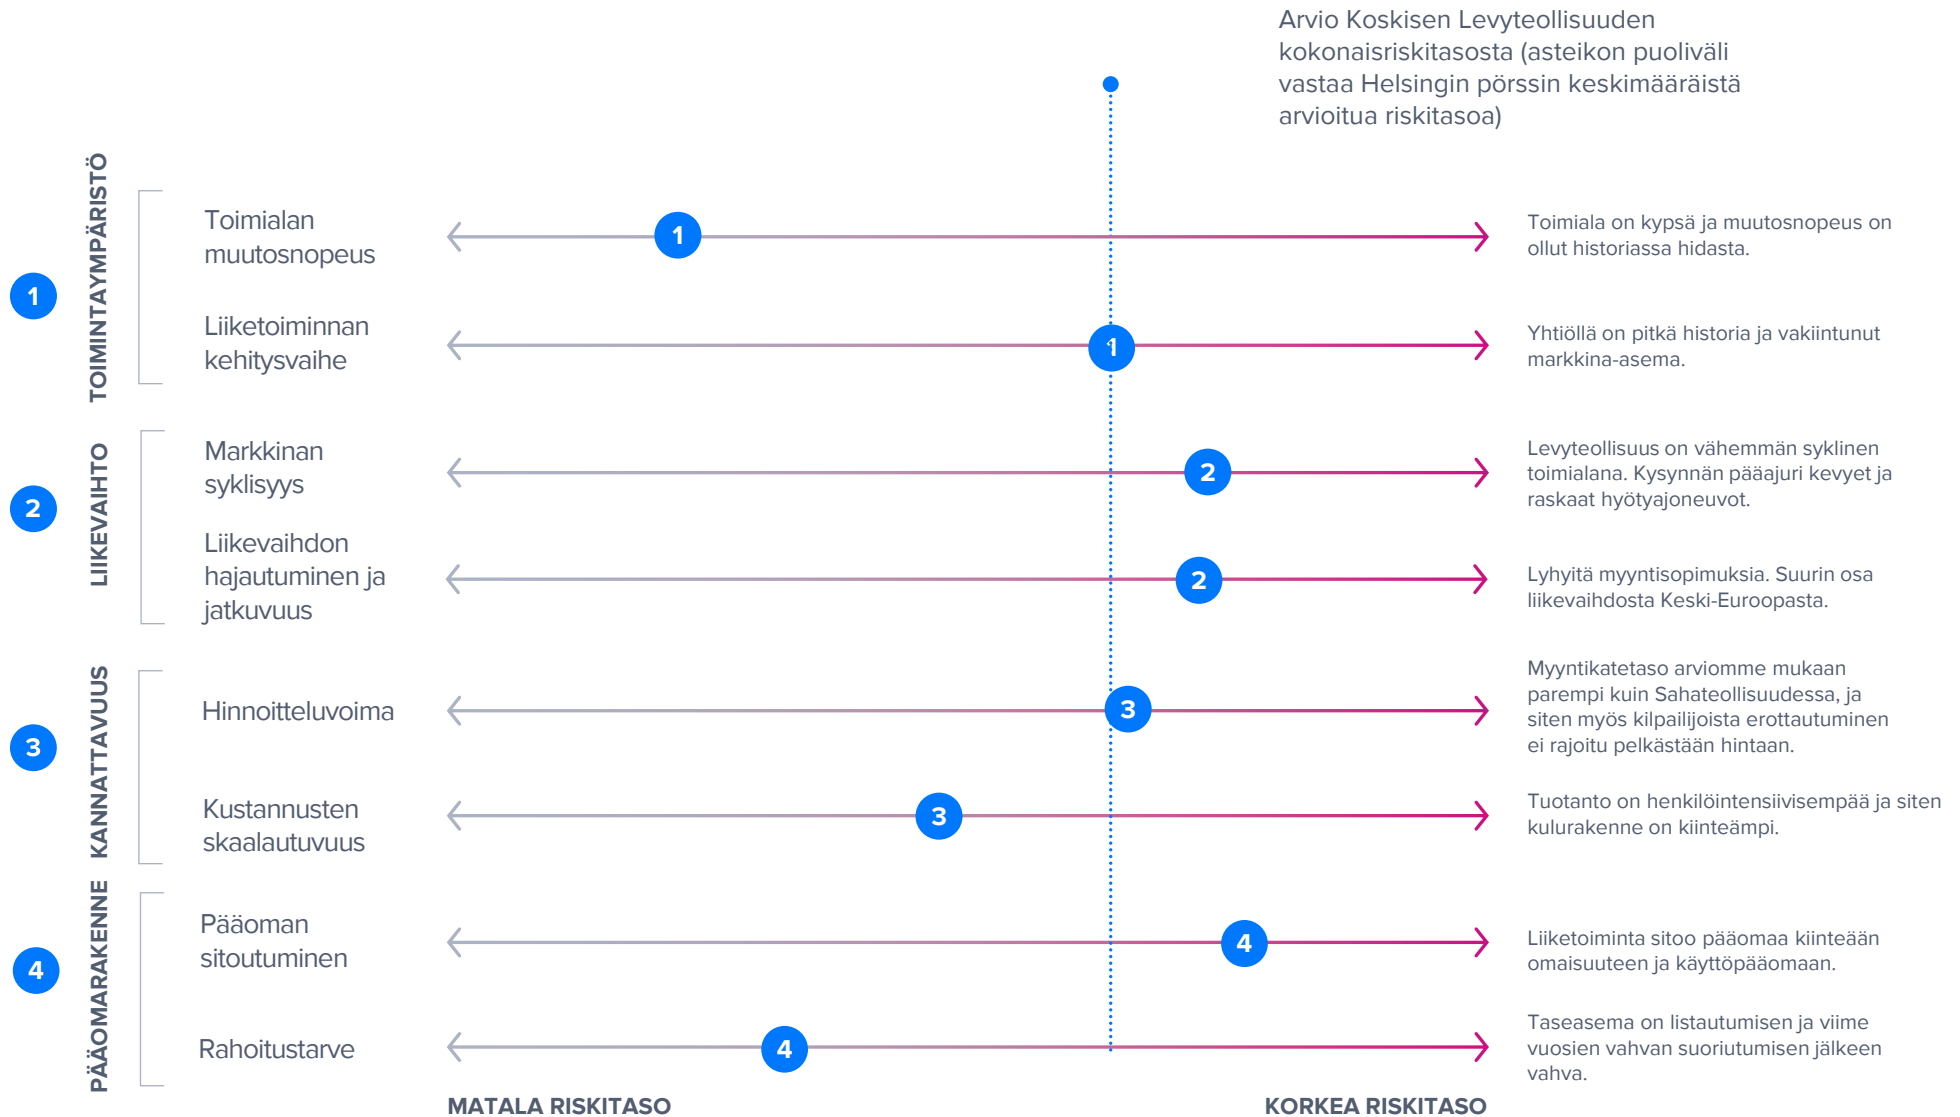 Arvio Koskisen Levyteollisuuden
kokonaisriskitasosta (asteikon puoliväli
vastaa Helsingin pörssin keskimääräistä
arvioitua riskitasoa)
1
TOIMINTAYMPÄRISTÖ
Toimialan
muutosnopeus
1
Toimiala on kypsä ja muutosnopeus on
ollut historiassa hidasta.
Liiketoiminnan
kehitysvaihe
1
Yhtiöllä on pitkä historia ja vakiintunut
markkina-asema.
2
LIIKEVAIHTO
Markkinan
syklisyys
2
Levyteollisuus on vähemmän syklinen
toimialana. Kysynnän pääajuri kevyet ja
raskaat hyötyajoneuvot.
Liikevaihdon
hajautuminen ja
jatkuvuus
2
Lyhyitä myyntisopimuksia. Suurin osa
liikevaihdosta Keski-Euroopasta.
3
KANNATTAVUUS
Hinnoitteluvoima
3
Myyntikatetaso arviomme mukaan
parempi kuin Sahateollisuudessa, ja
siten myös kilpailijoista erottautuminen
ei rajoitu pelkästään hintaan.
Kustannusten
skaalautuvuus
3
Tuotanto on henkilöintensiivisempää ja siten
kulurakenne on kiinteämpi.
4
PÄÄOMARAKENNE
Pääoman
sitoutuminen
4
Liiketoiminta sitoo pääomaa kiinteään
omaisuuteen ja käyttöpääomaan.
Rahoitustarve
4
Taseasema on listautumisen ja viime
vuosien vahvan suoriutumisen jälkeen
vahva.
MATALA RISKITASO
KORKEA RISKITASO